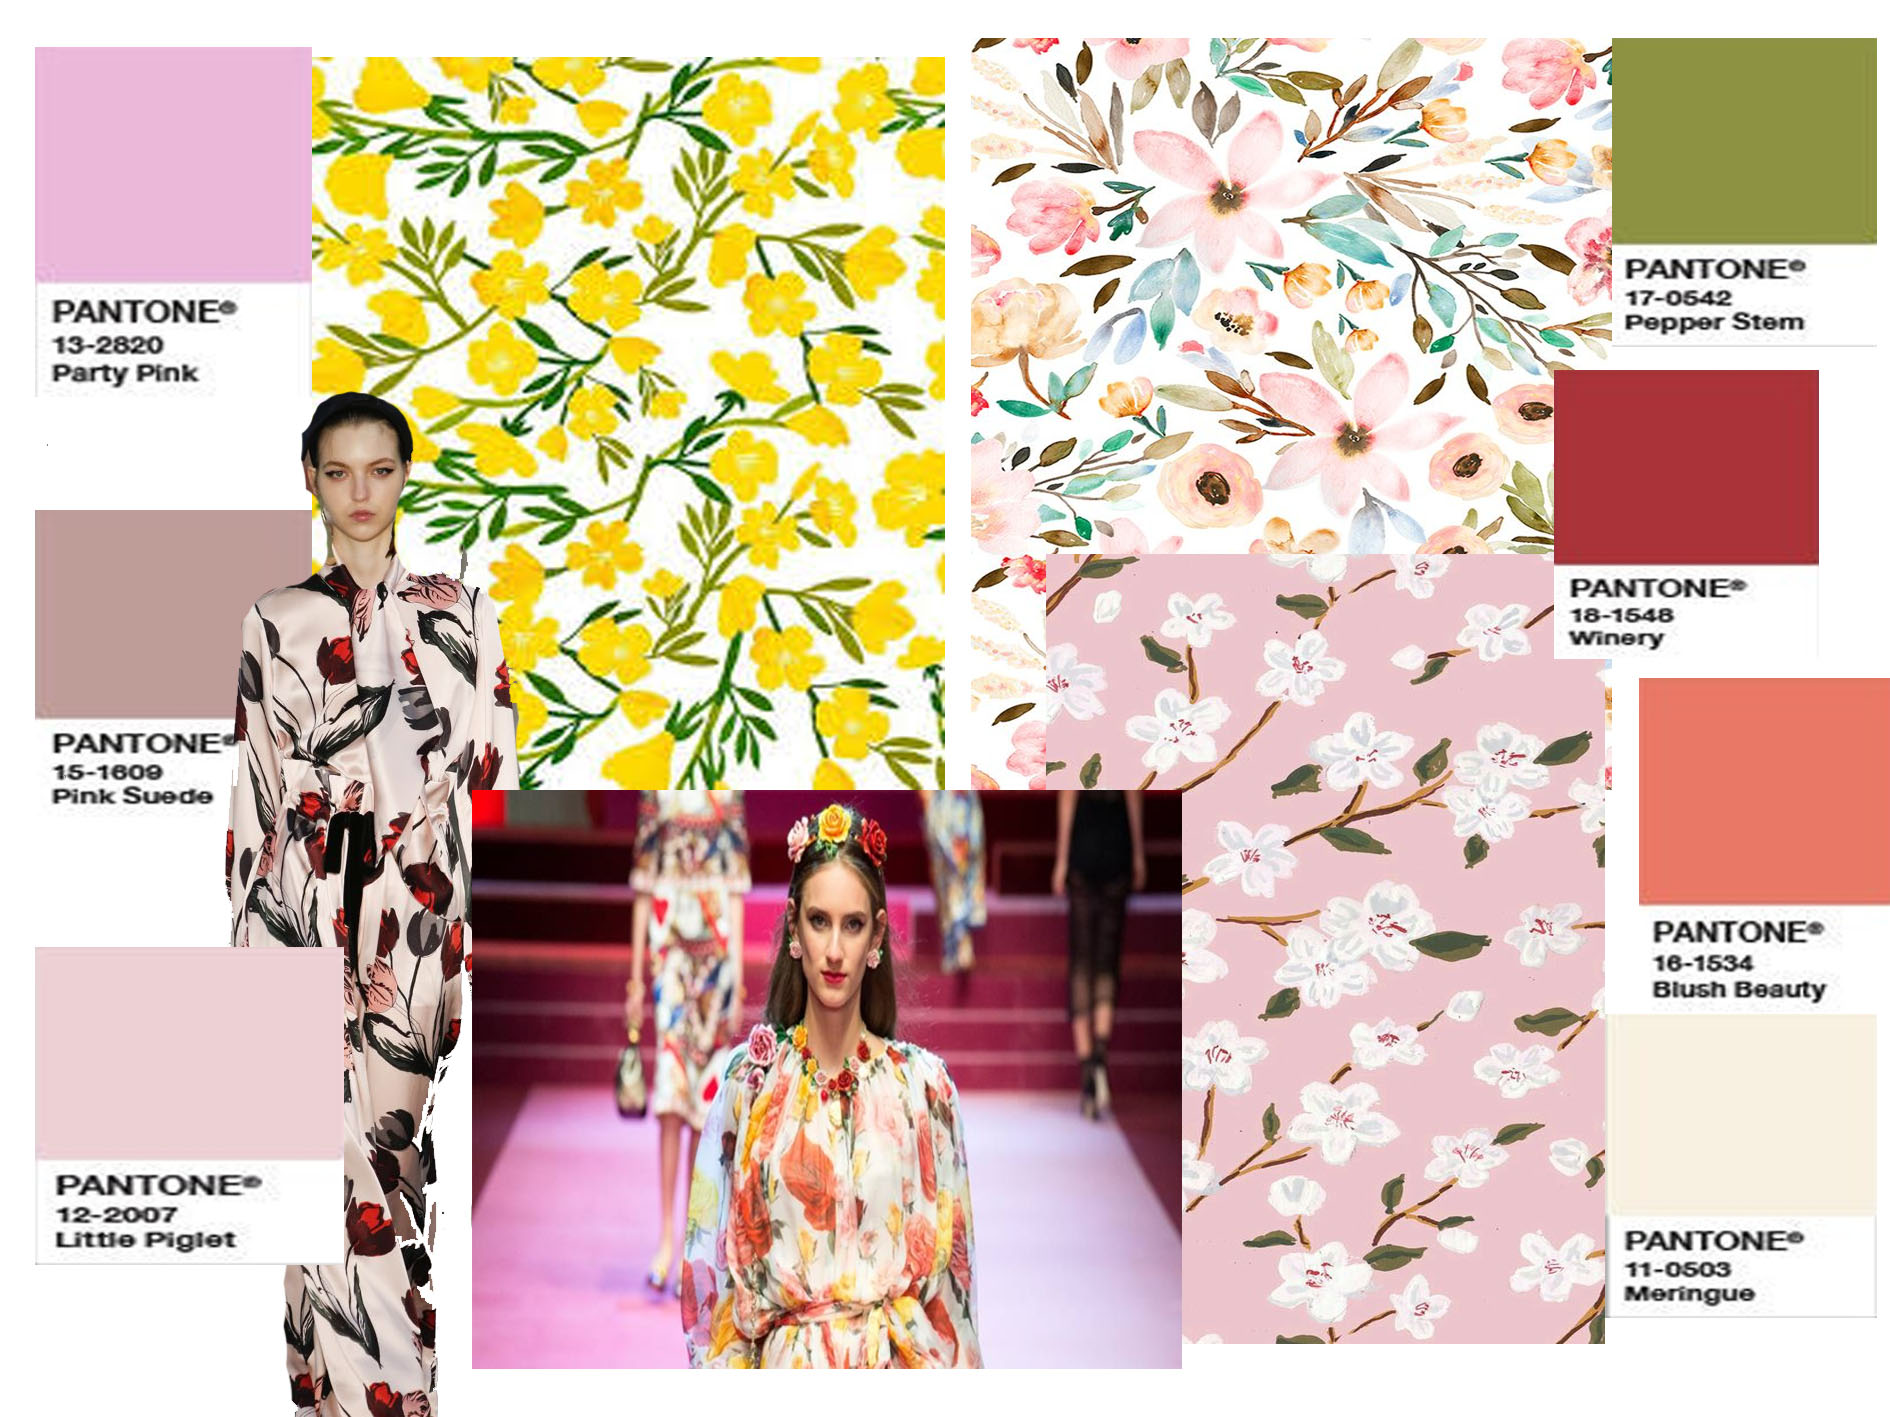 PANTONE®
13-2820
Party Pink
PANTONE®
15-1609
Pink Suede
PANTONE®
12-2007
Little Piglet
PANTONE®
17-0542
Pepper Stem
PANTONE®
18-1548
Winery
PANTONE®
16-1534
Blush Beauty
PANTONE®
11-0503
Meringue